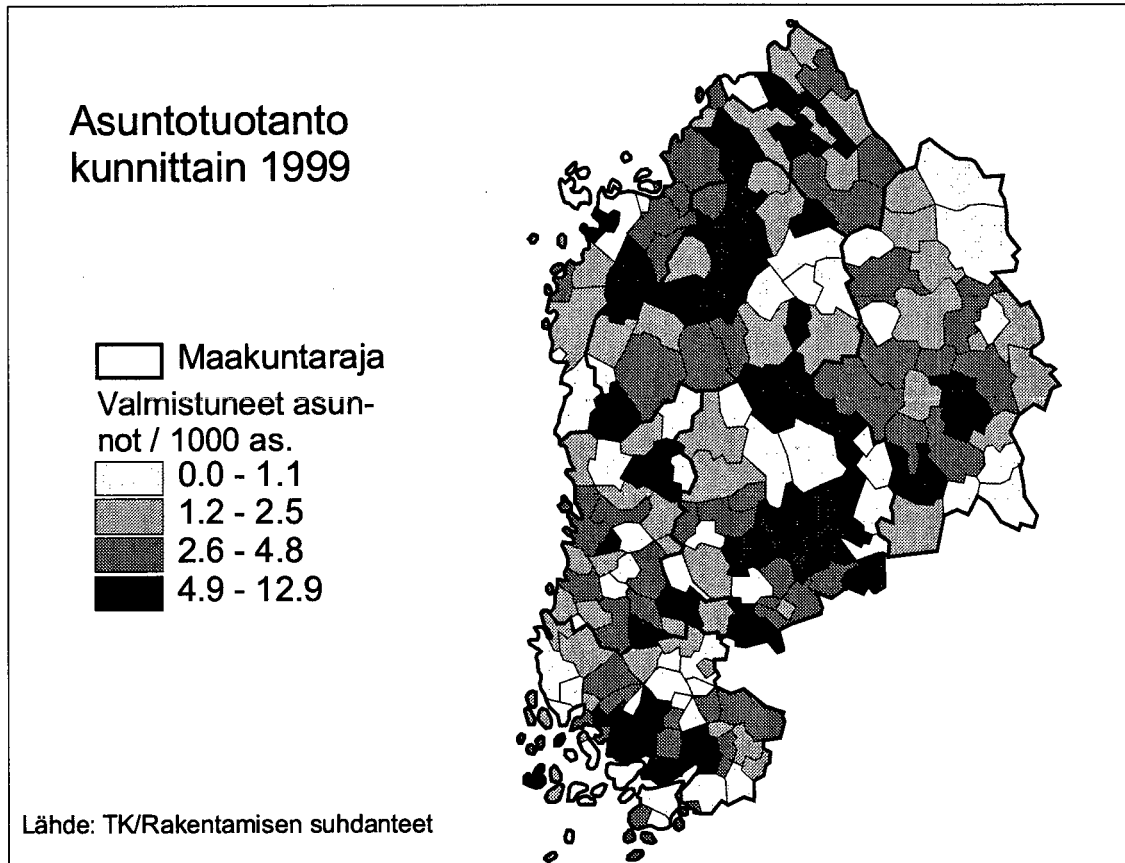 Asuntotuotanto
kunnittain 1999
Maakuntaraja
Valmistuneet asun-
not / 1000 as.
0.0 - 1.1
1.2 - 2.5
2.6 - 4.8
4.9 - 12.9
Lähde: TK/Rakentamisen suhdanteet